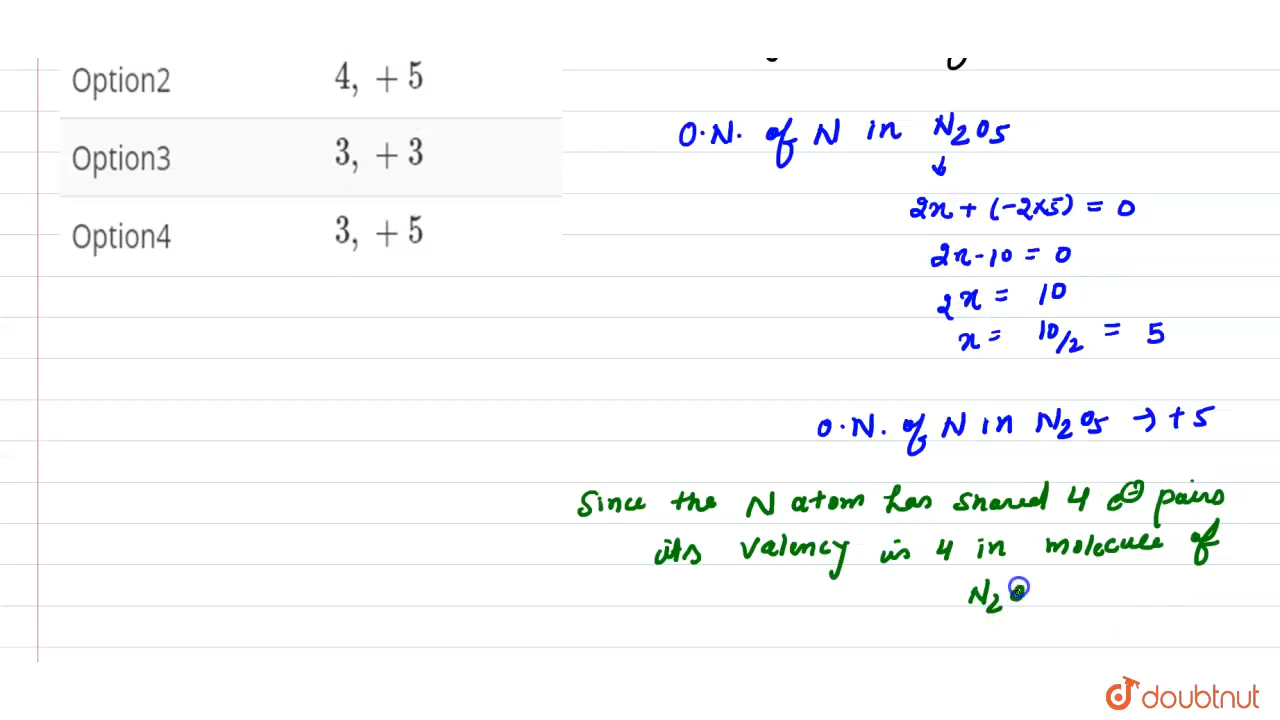 Option2 4, +5
Option3 3, +3
Option4 3, +5
O.N. of N in N₂O₅
↓
2x + (-2×5) = 0
2x - 10 = 0
2x = 10
x = 10/2 = 5
O.N. of N in N₂O₅ → +5
Since the N atom has shared 4 e⊖ pairs
its valency is 4 in molecule of
N₂O
doubtnut